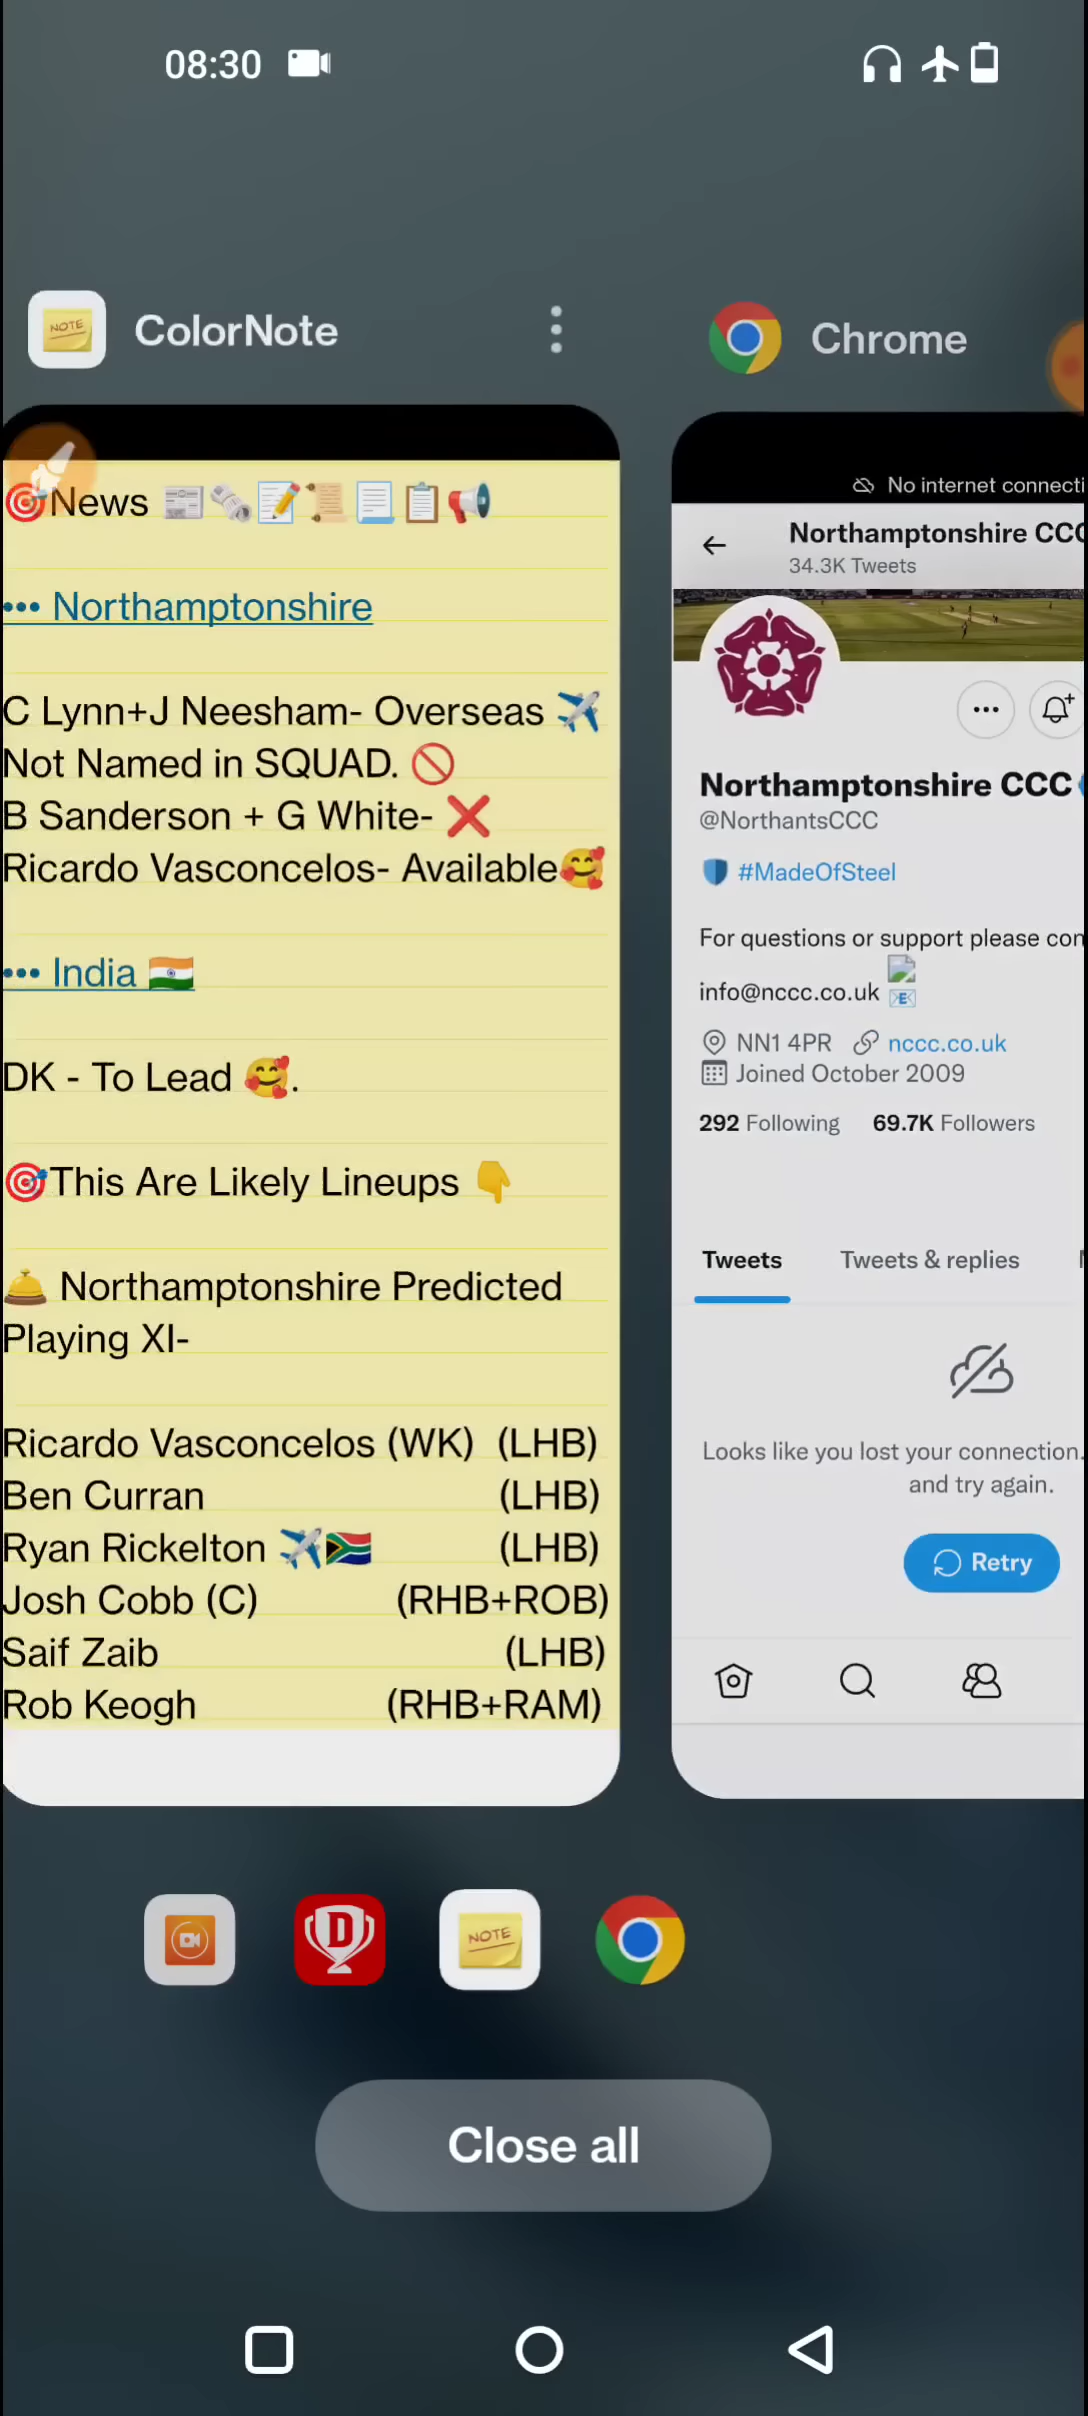 08:30
ColorNote
Chrome
NOTE
News
••• Northamptonshire
C Lynn+J Neesham- Overseas
Not Named in SQUAD.
B Sanderson + G White-
Ricardo Vasconcelos- Available
••• India
DK - To Lead .
This Are Likely Lineups
Northamptonshire Predicted
Playing XI-
Ricardo Vasconcelos (WK) (LHB)
Ben Curran (LHB)
Ryan Rickelton (LHB)
Josh Cobb (C) (RHB+ROB)
Saif Zaib (LHB)
Rob Keogh (RHB+RAM)
No internet connecti
Northamptonshire CCC
34.3K Tweets
Northamptonshire CCC
@NorthantsCCC
#MadeOfSteel
For questions or support please con
info@nccc.co.uk
NN1 4PR nccc.co.uk
Joined October 2009
292 Following 69.7K Followers
Tweets Tweets & replies
Looks like you lost your connection.
and try again.
Retry
D
NOTE
Close all